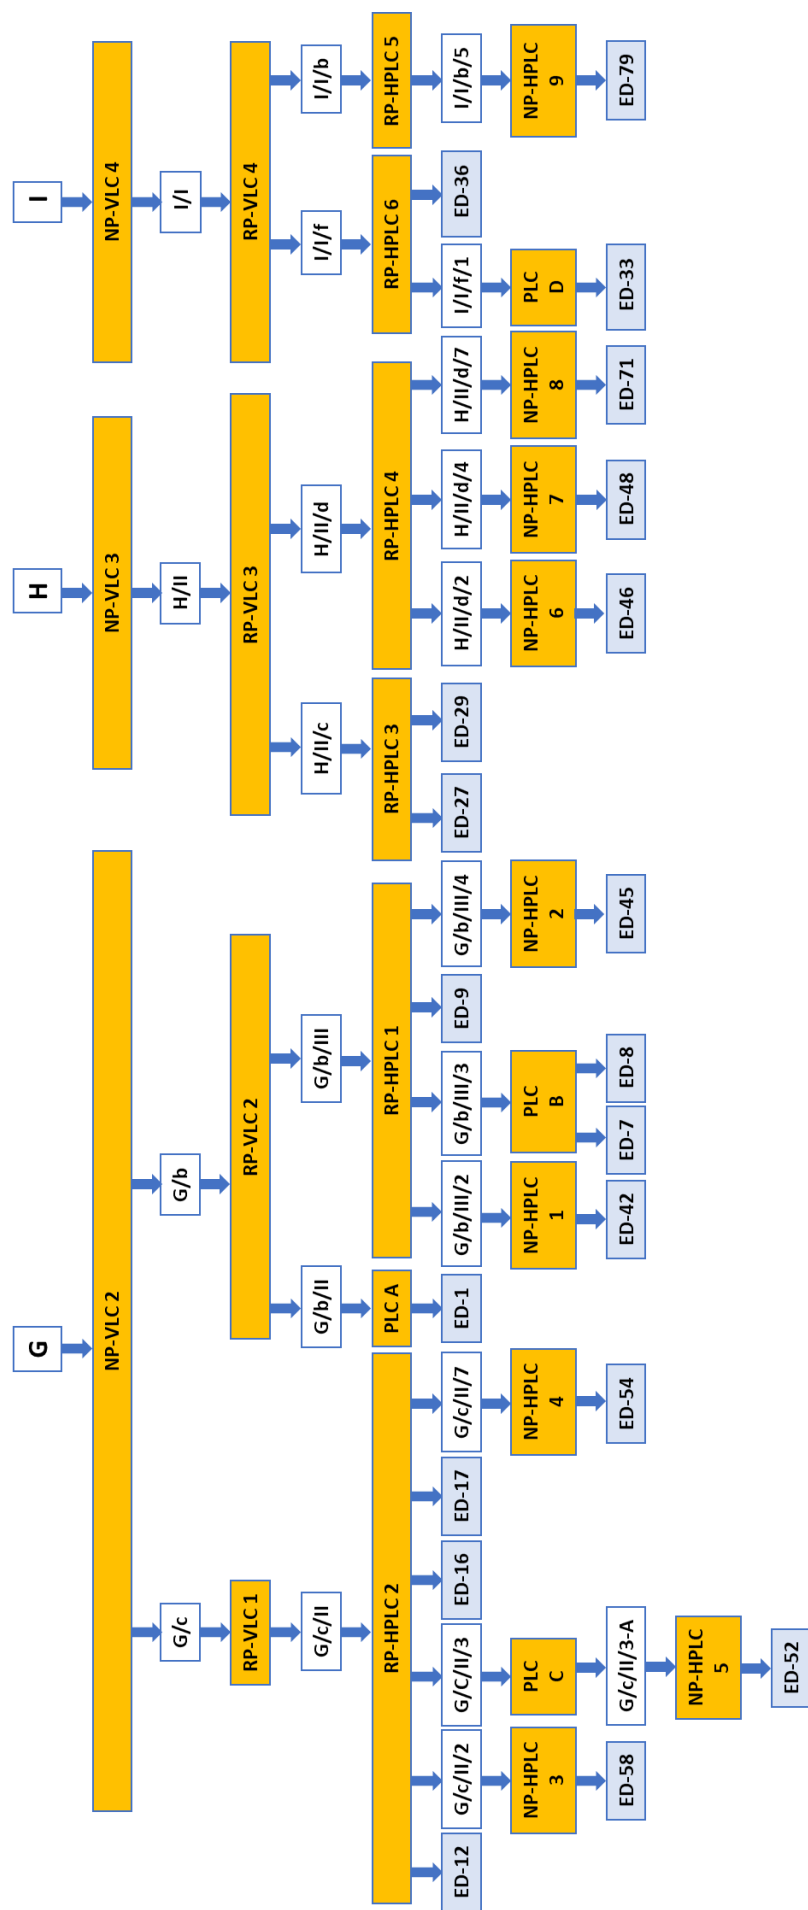 G
H
I
NP-VLC 2
NP-VLC 3
NP-VLC 4
G/c
G/b
H/II
I/I
RP-VLC 1
RP-VLC 2
RP-VLC 3
RP-VLC 4
G/c/II
G/b/II
G/b/III
H/II/c
H/II/d
I/I/f
I/I/b
RP-HPLC 2
PLC A
RP-HPLC 1
RP-HPLC 3
RP-HPLC 4
RP-HPLC 6
RP-HPLC 5
ED-12
G/c/II/2
G/C/II/3
ED-16
ED-17
G/c/II/7
ED-1
G/b/III/2
G/b/III/3
ED-9
G/b/III/4
ED-27
ED-29
H/II/d/2
H/II/d/4
H/II/d/7
I/I/f/1
ED-36
I/I/b/5
NP-HPLC
3
PLC
C
NP-HPLC
4
NP-HPLC
1
PLC
B
NP-HPLC
2
NP-HPLC
6
NP-HPLC
7
NP-HPLC
8
PLC
D
NP-HPLC
9
ED-58
G/c/II/3-A
ED-54
ED-42
ED-7
ED-8
ED-45
ED-46
ED-48
ED-71
ED-33
ED-79
NP-HPLC
5
ED-52